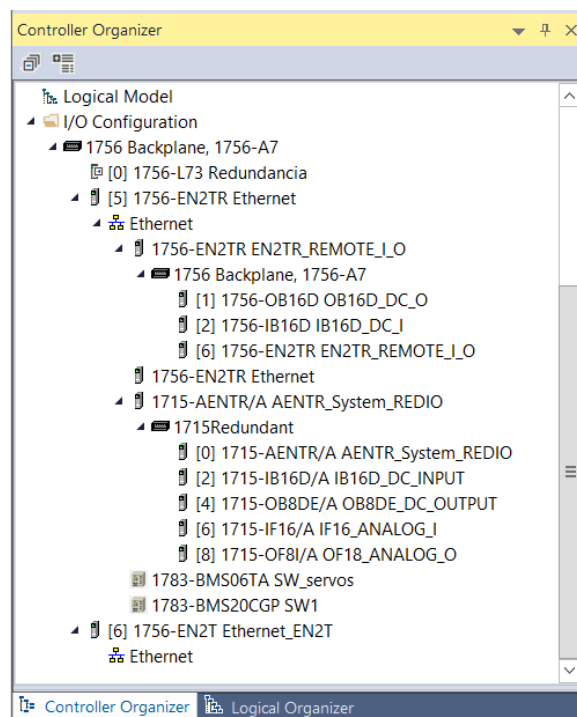 Controller Organizer
Logical Model
I/O Configuration
1756 Backplane, 1756-A7
[0] 1756-L73 Redundancia
[5] 1756-EN2TR Ethernet
Ethernet
1756-EN2TR EN2TR_REMOTE_I_O
1756 Backplane, 1756-A7
[1] 1756-OB16D OB16D_DC_O
[2] 1756-IB16D IB16D_DC_I
[6] 1756-EN2TR EN2TR_REMOTE_I_O
1756-EN2TR Ethernet
1715-AENTR/A AENTR_System_REDIO
1715Redundant
[0] 1715-AENTR/A AENTR_System_REDIO
[2] 1715-IB16D/A IB16D_DC_INPUT
[4] 1715-OB8DE/A OB8DE_DC_OUTPUT
[6] 1715-IF16/A IF16_ANALOG_I
[8] 1715-OF8I/A OF18_ANALOG_O
1783-BMS06TA SW_servos
1783-BMS20CGP SW1
[6] 1756-EN2T Ethernet_EN2T
Ethernet
Controller Organizer Logical Organizer